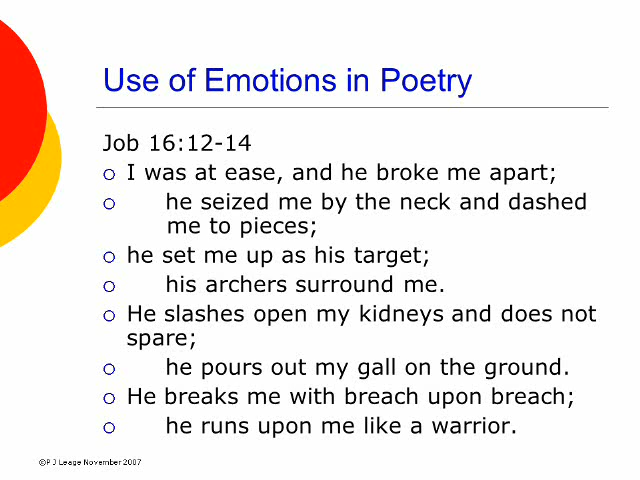 Use of Emotions in Poetry
Job 16:12-14
I was at ease, and he broke me apart;
he seized me by the neck and dashed
me to pieces;
he set me up as his target;
his archers surround me.
He slashes open my kidneys and does not
spare;
he pours out my gall on the ground.
He breaks me with breach upon breach;
he runs upon me like a warrior.
©P J Leage November 2007